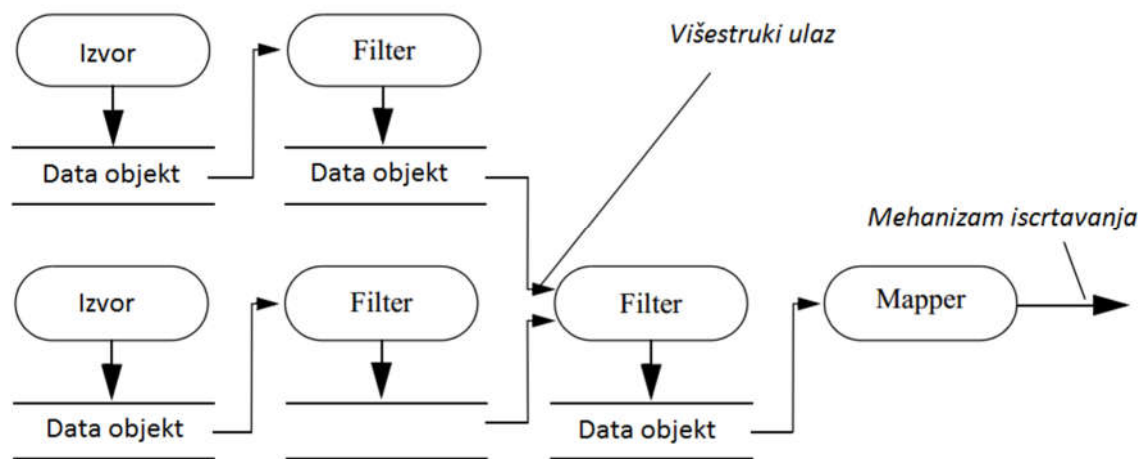 Izvor
Filter
Višestruki ulaz
Data objekt
Data objekt
Mehanizam iscrtavanja
Izvor
Filter
Filter
Mapper
Data objekt
Data objekt